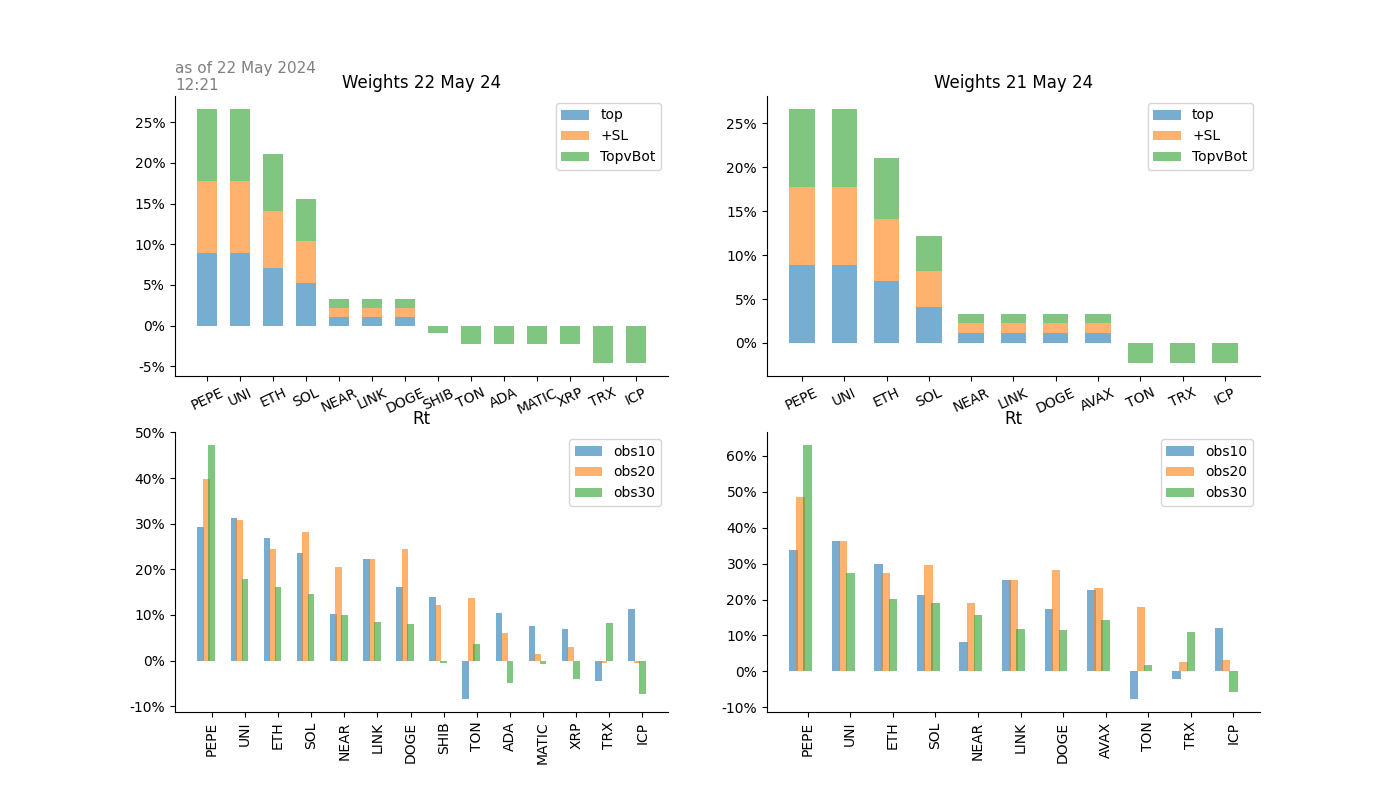 as of 22 May 2024
12:21
Weights 22 May 24
25%
20%
15%
10%
5%
0%
-5%
top
+SL
TopvBot
PEPE UNI ETH SOL NEAR LINK DOGE SHIB TON ADA MATIC XRP TRX ICP
Weights 21 May 24
25%
20%
15%
10%
5%
0%
top
+SL
TopvBot
PEPE UNI ETH SOL NEAR LINK DOGE AVAX TON TRX ICP
Rt
50%
40%
30%
20%
10%
0%
-10%
obs10
obs20
obs30
PEPE UNI ETH SOL NEAR LINK DOGE SHIB TON ADA MATIC XRP TRX ICP
Rt
60%
50%
40%
30%
20%
10%
0%
-10%
obs10
obs20
obs30
PEPE UNI ETH SOL NEAR LINK DOGE AVAX TON TRX ICP